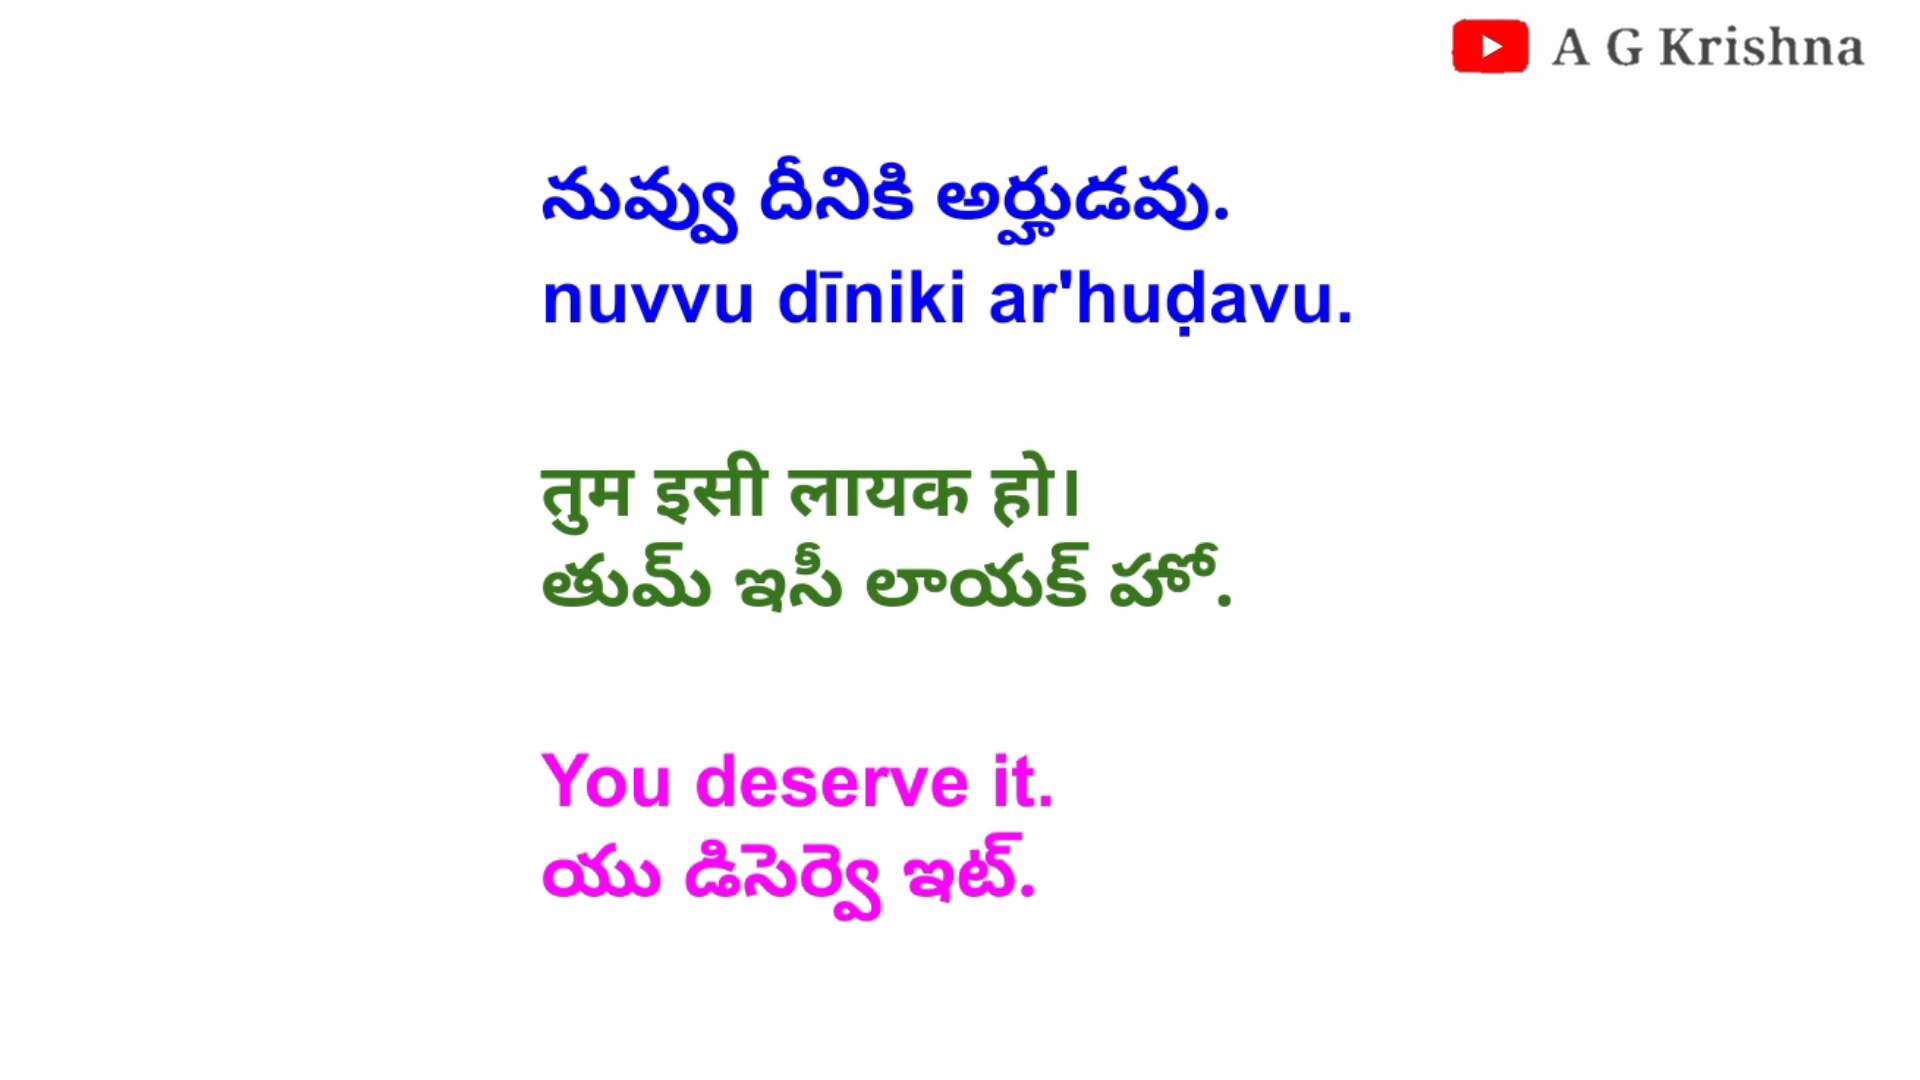 A G Krishna
నువ్వు దీనికి అర్హుడవు.
nuvvu dīniki ar'huḍavu.
तुम इसी लायक हो।
తుమ్ ఇసీ లాయక్ హో.
You deserve it.
యు డిసెర్వె ఇట్.